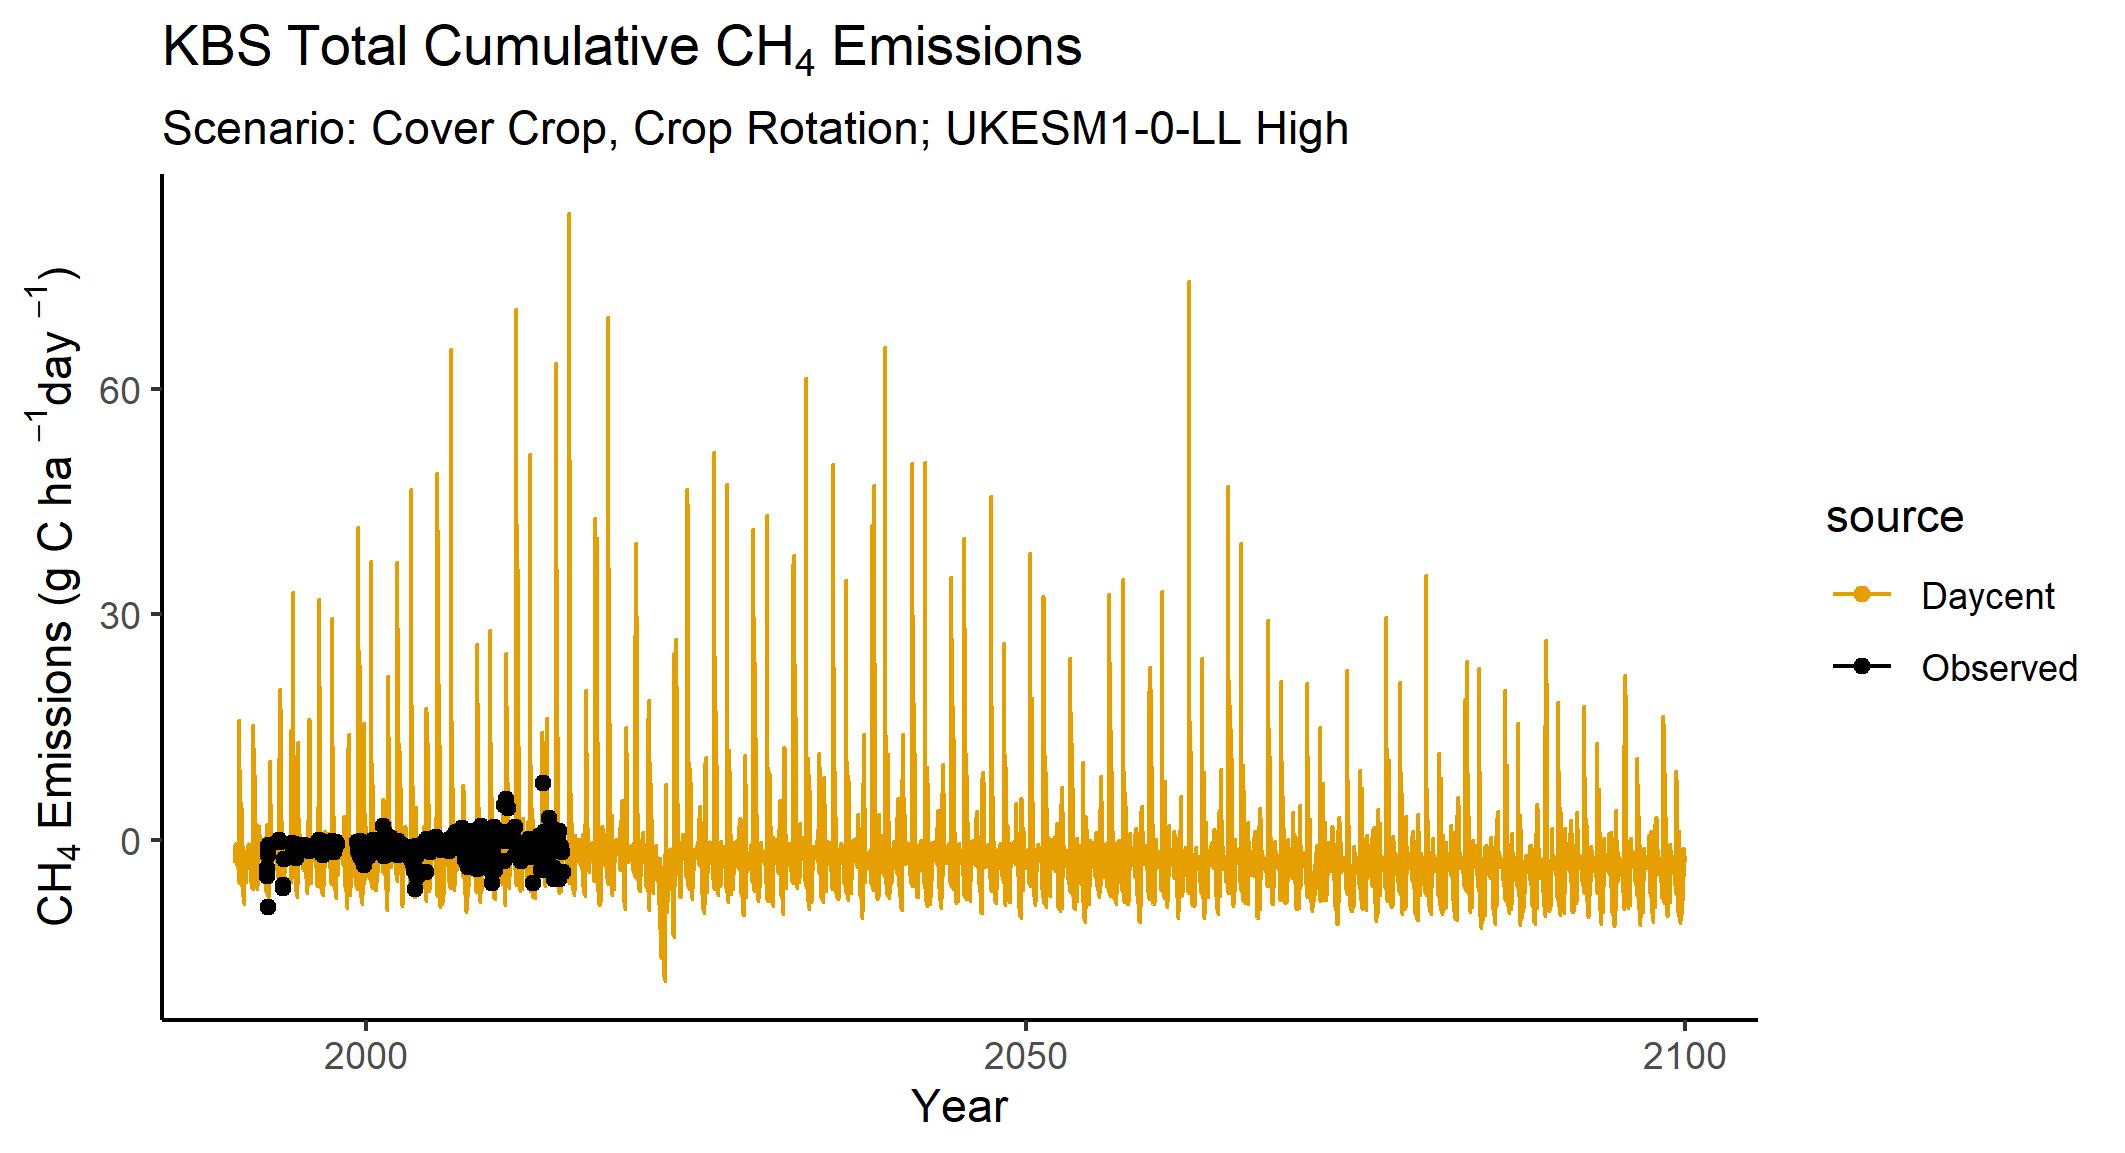 KBS Total Cumulative CH₄ Emissions
Scenario: Cover Crop, Crop Rotation; UKESM1-0-LL High
CH₄ Emissions (g C ha ⁻¹day ⁻¹)
60
30
0
2000
2050
2100
Year
source
Daycent
Observed